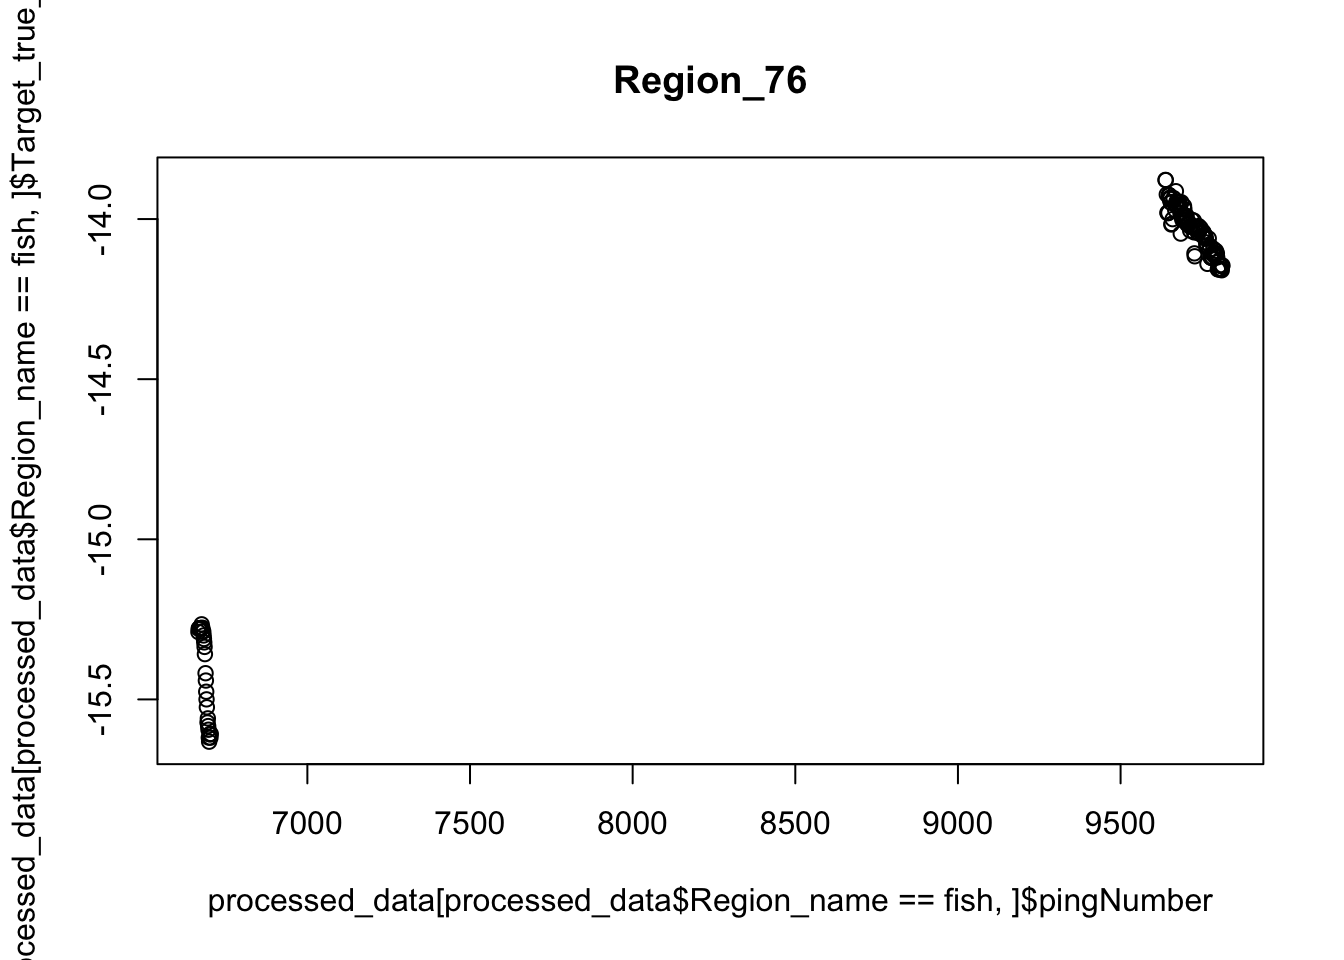 Region_76
processed_data[processed_data$Region_name == fish, ]$Target_true_
-14.0
-14.5
-15.0
-15.5
7000 7500 8000 8500 9000 9500
processed_data[processed_data$Region_name == fish, ]$pingNumber